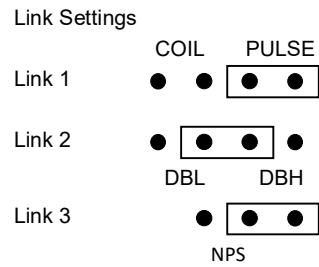 Link Settings
COIL PULSE
Link 1
Link 2
DBL DBH
Link 3
NPS